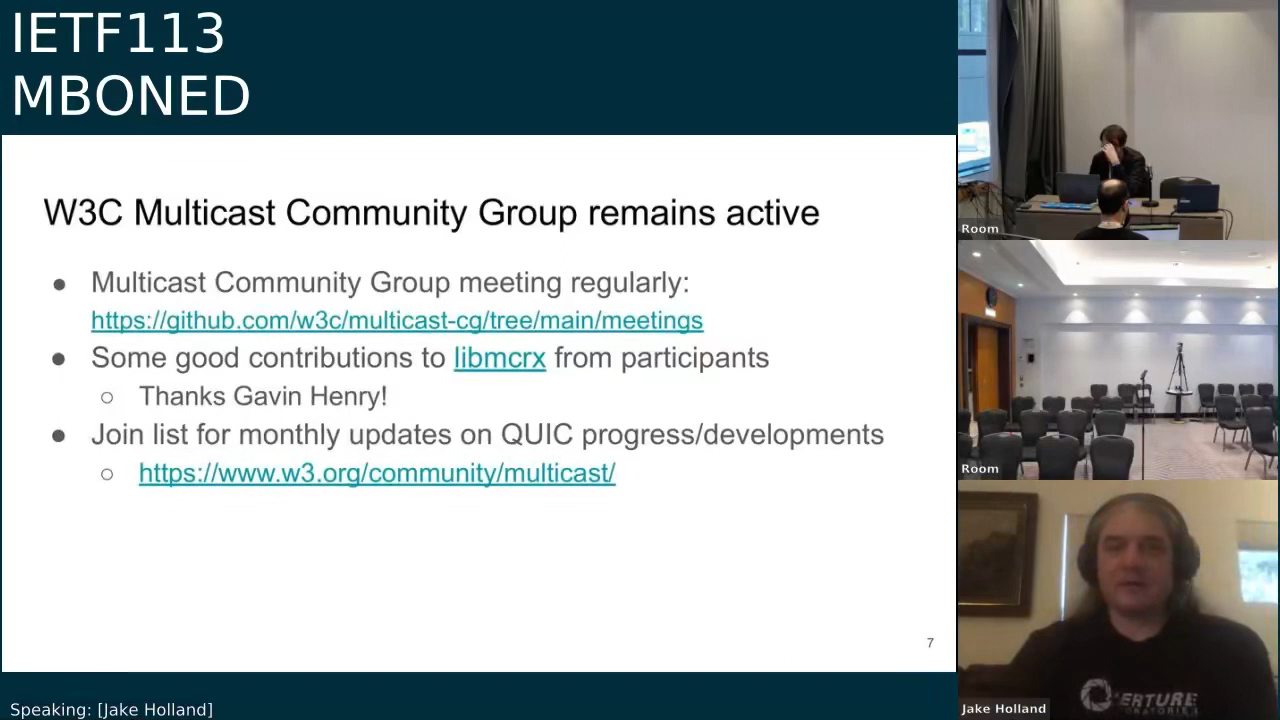 IETF113
MBONED
W3C Multicast Community Group remains active
● Multicast Community Group meeting regularly:
https://github.com/w3c/multicast-cg/tree/main/meetings
● Some good contributions to libmcrx from participants
○ Thanks Gavin Henry!
● Join list for monthly updates on QUIC progress/developments
○ https://www.w3.org/community/multicast/
7
Speaking: [Jake Holland]
Room
Room
Jake Holland